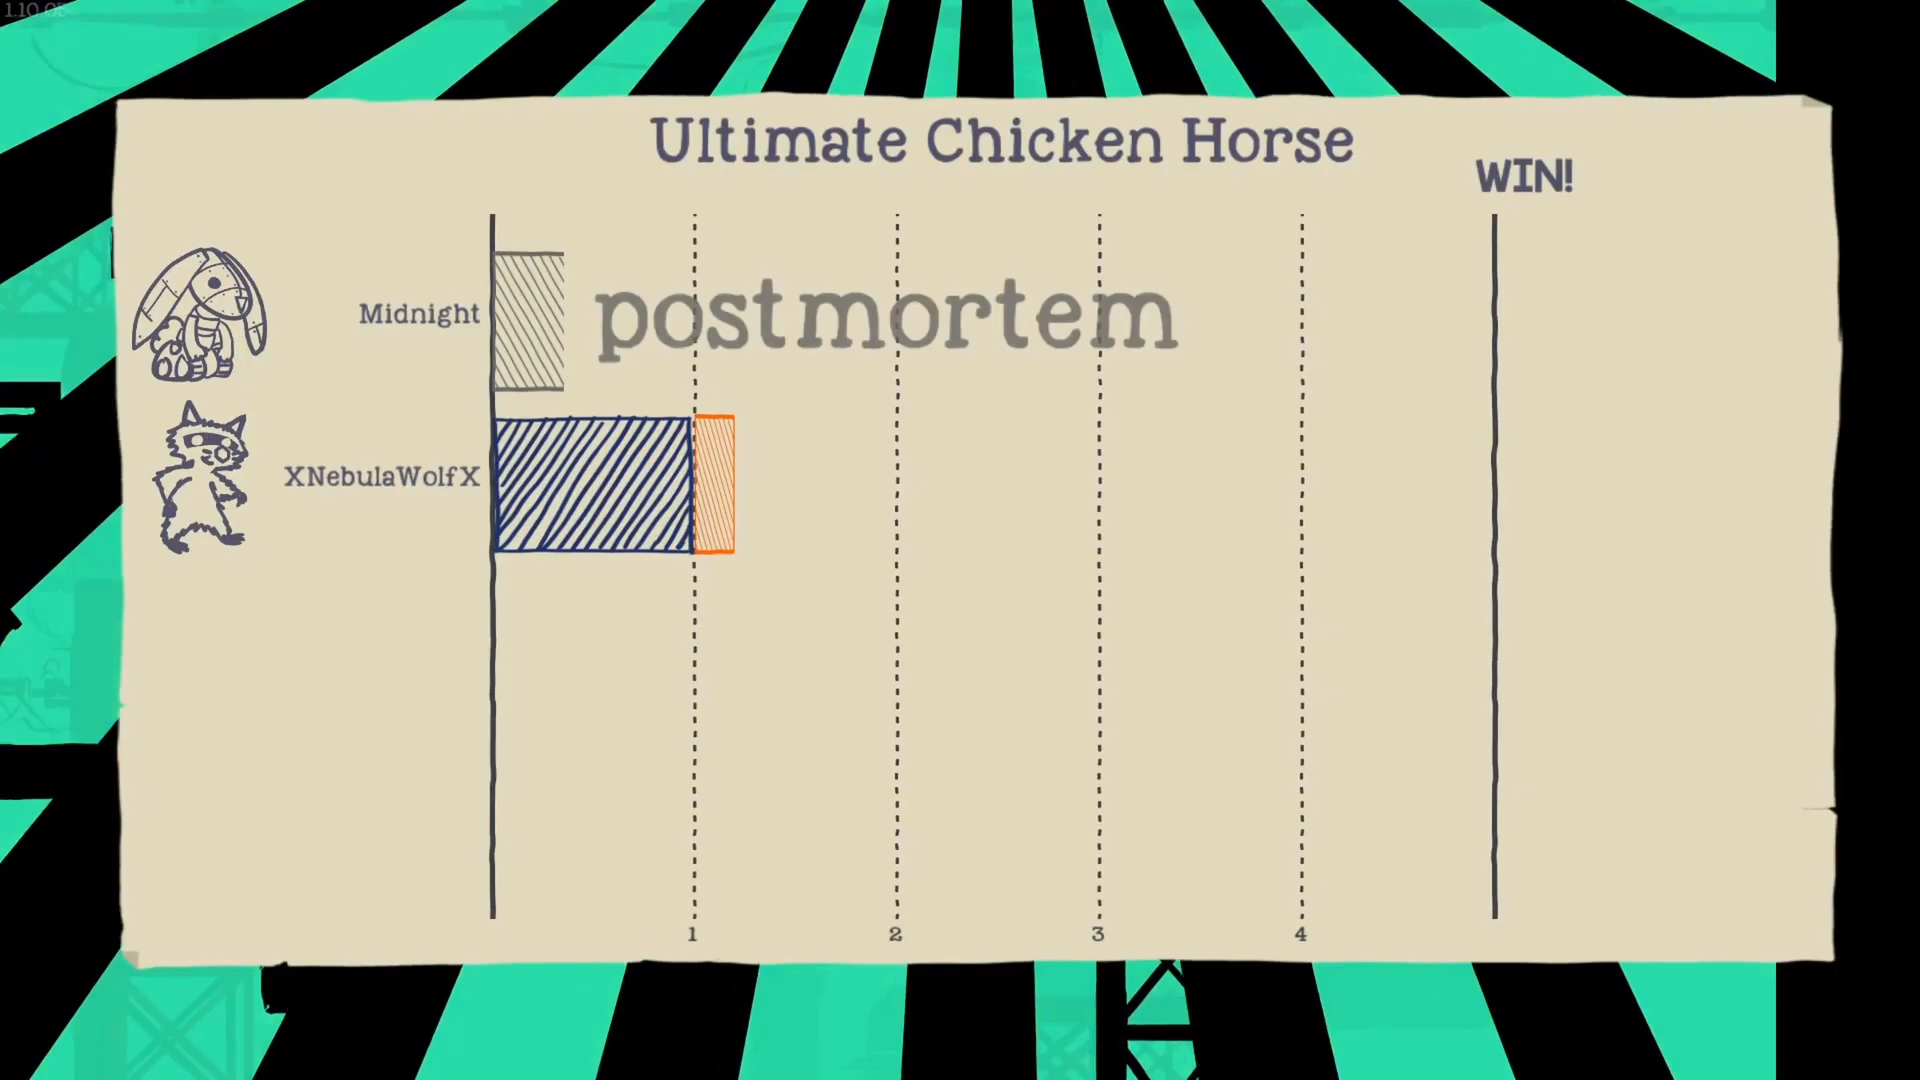 Ultimate Chicken Horse
WIN!
Midnight
postmortem
XNebulaWolfX
1 2 3 4